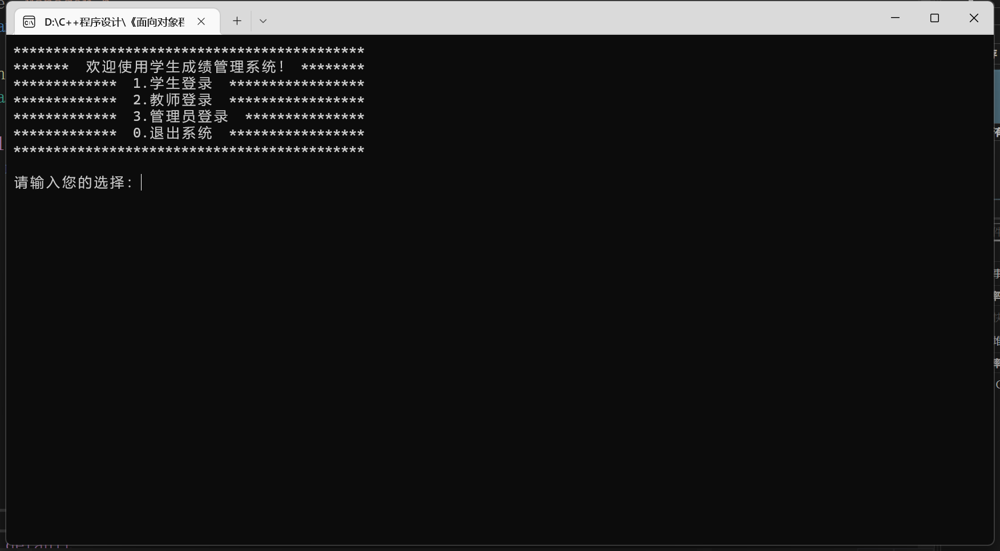 D:\C++程序设计\《面向对象程
********************************************
*******  欢迎使用学生成绩管理系统！ ********
*************  1.学生登录  *****************
*************  2.教师登录  *****************
*************  3.管理员登录  ***************
*************  0.退出系统  *****************
********************************************
请输入您的选择：